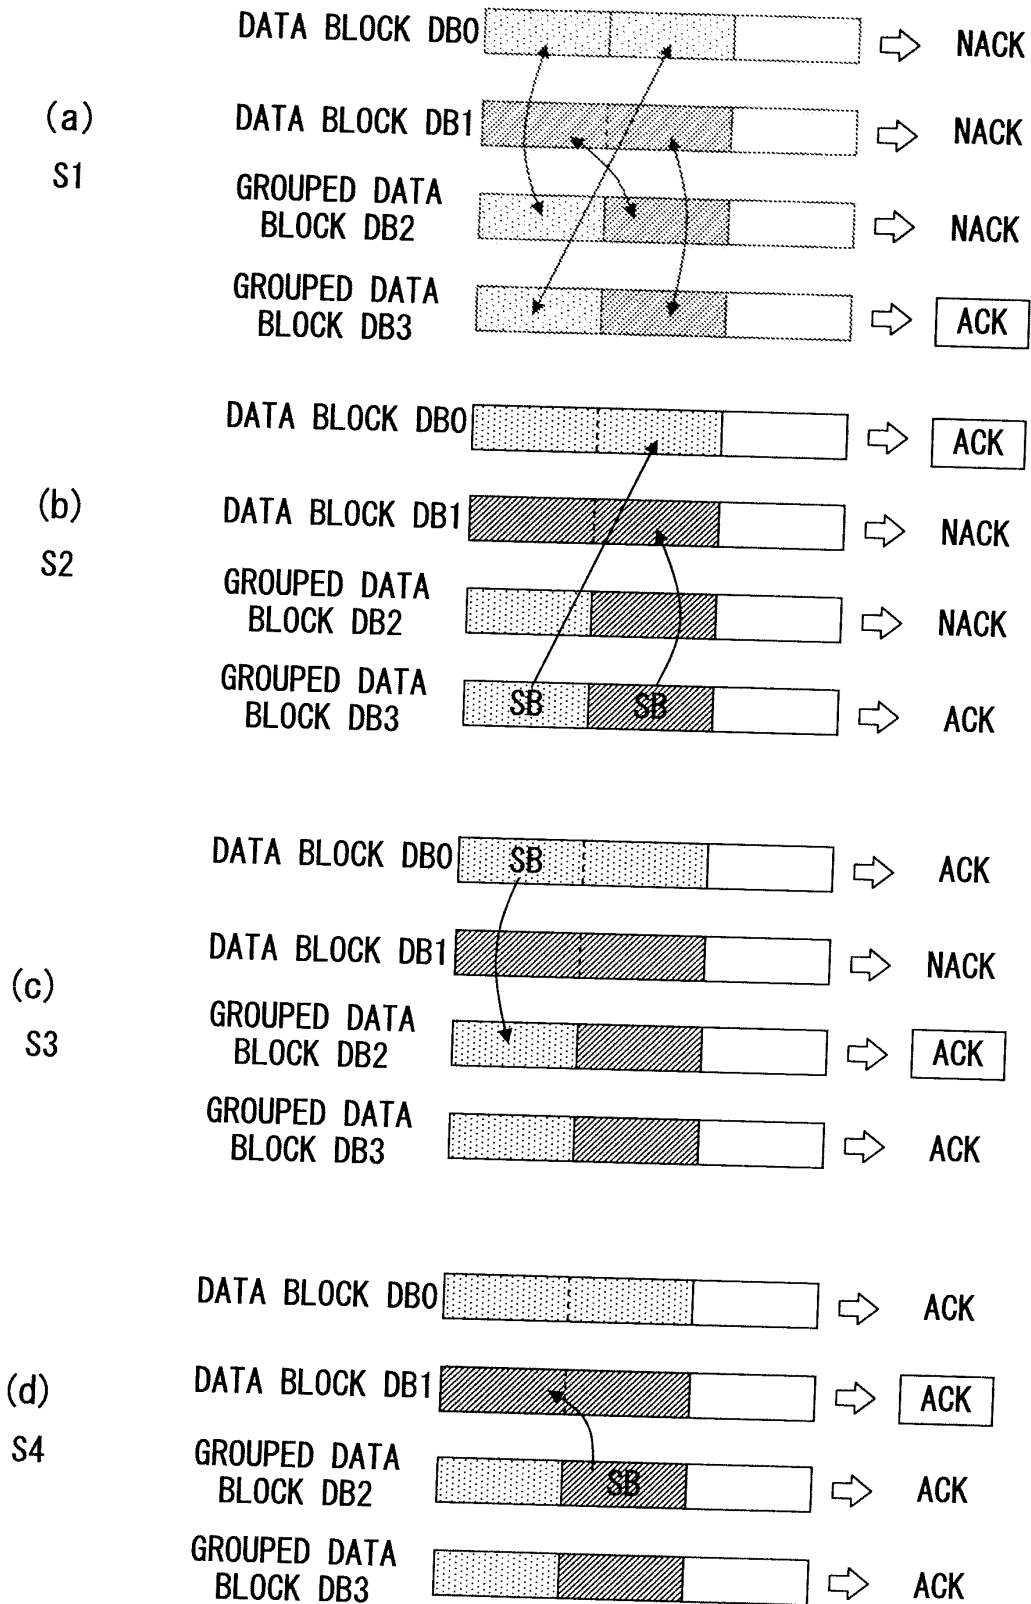 DATA BLOCK DB0 NACK
(a)
S1
DATA BLOCK DB1 NACK
GROUPED DATA
BLOCK DB2 NACK
GROUPED DATA
BLOCK DB3 ACK
DATA BLOCK DB0 ACK
(b)
S2
DATA BLOCK DB1 NACK
GROUPED DATA
BLOCK DB2 NACK
GROUPED DATA
BLOCK DB3 SB SB ACK
DATA BLOCK DB0 SB ACK
(c)
S3
DATA BLOCK DB1 NACK
GROUPED DATA
BLOCK DB2 ACK
GROUPED DATA
BLOCK DB3 ACK
DATA BLOCK DB0 ACK
(d)
S4
DATA BLOCK DB1 ACK
GROUPED DATA
BLOCK DB2 SB ACK
GROUPED DATA
BLOCK DB3 ACK